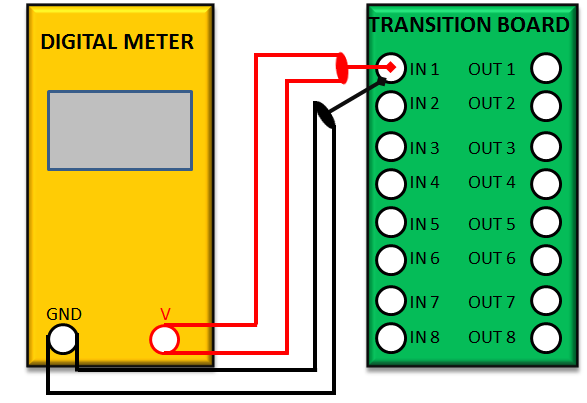 DIGITAL METER
GND
V
TRANSITION BOARD
IN 1 OUT 1
IN 2 OUT 2
IN 3 OUT 3
IN 4 OUT 4
IN 5 OUT 5
IN 6 OUT 6
IN 7 OUT 7
IN 8 OUT 8